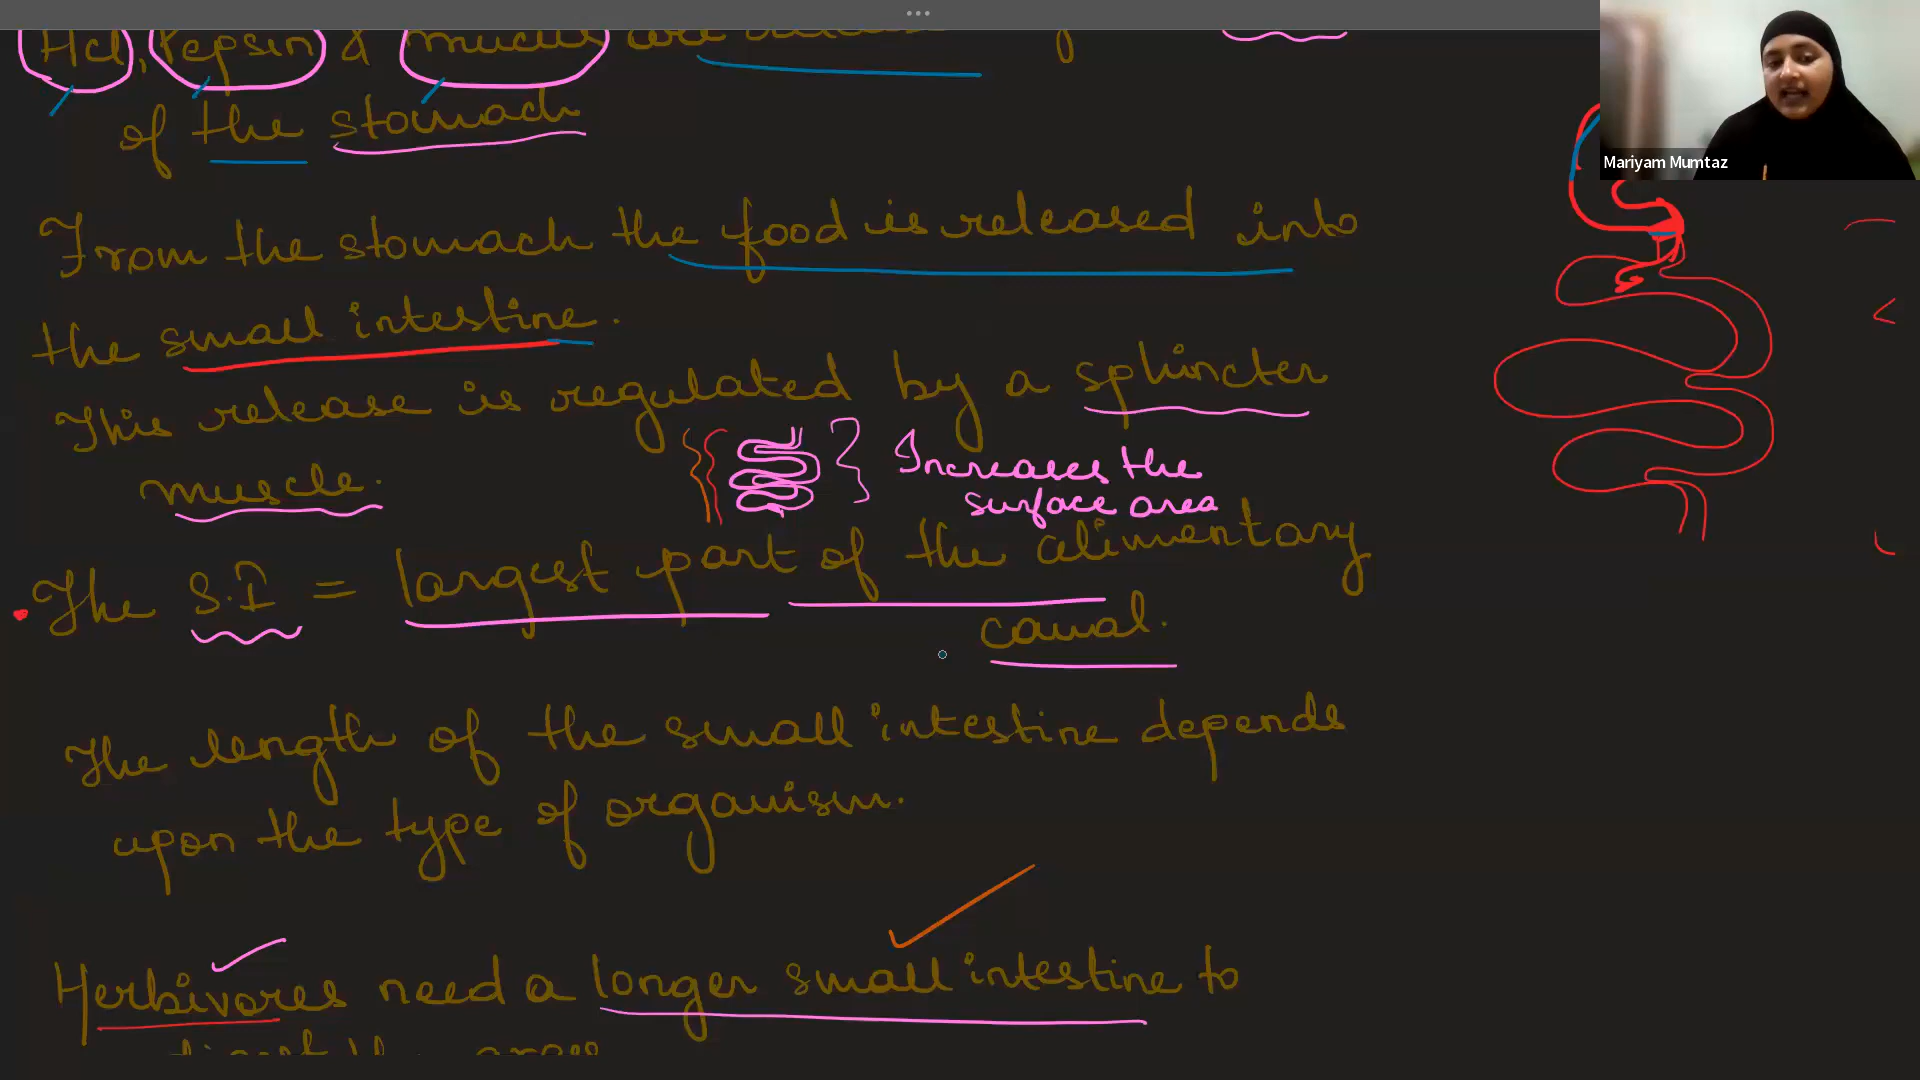 Hcl, Pepsin & mucus are
of the stomach
Mariyam Mumtaz
From the stomach the food is released into
the small intestine.
This release is regulated by a sphincter
muscle.
Increases the
surface area
The S.I = largest part of the alimentary
canal.
The length of the small intestine depends
upon the type of organism.
Herbivores need a longer small intestine to